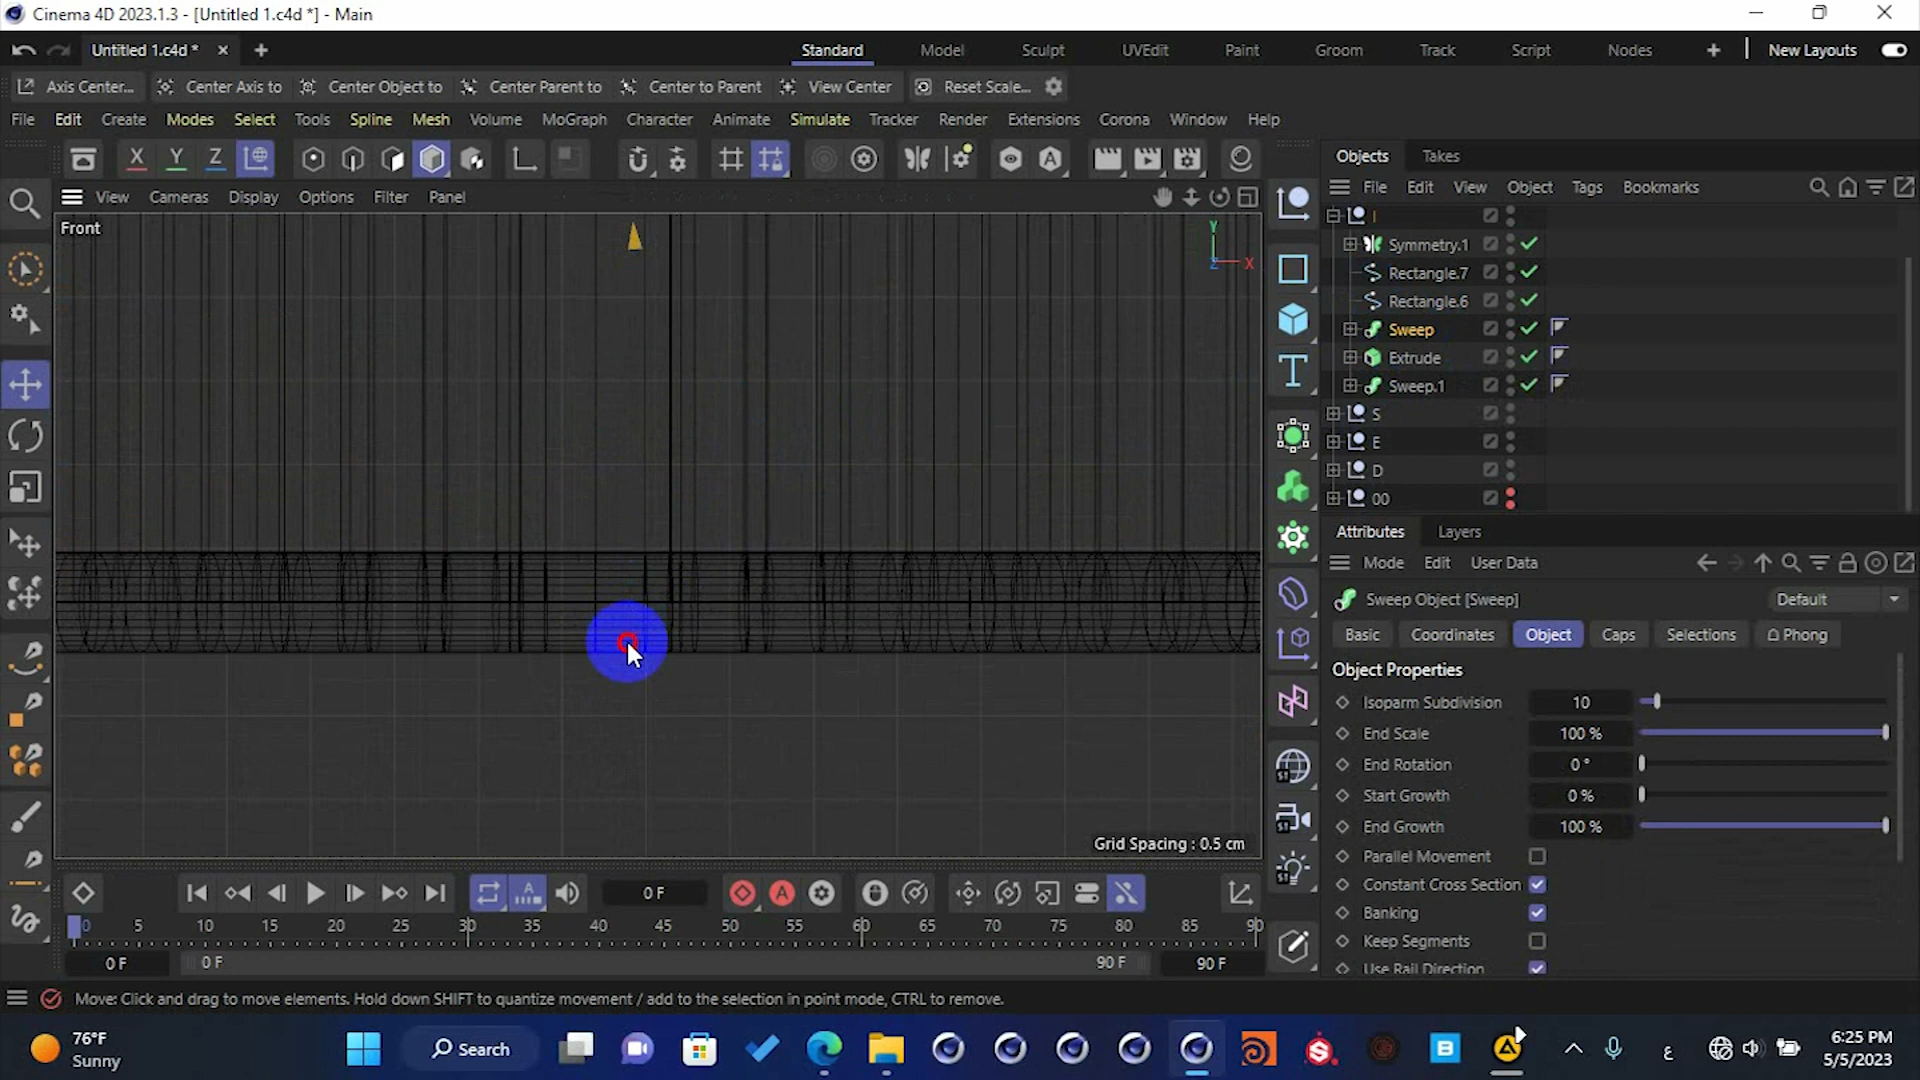 Cinema 4D 2023.1.3 - [Untitled 1.c4d *] - Main
Untitled 1.c4d *
Standard
Model
Sculpt
UVEdit
Paint
Groom
Track
Script
Nodes
New Layouts
Axis Center...
Center Axis to
Center Object to
Center Parent to
Center to Parent
View Center
Reset Scale...
File Edit Create Modes Select Tools Spline Mesh Volume MoGraph Character Animate Simulate Tracker Render Extensions Corona Window Help
X Y Z
Objects Takes
File Edit View Object Tags Bookmarks
View Cameras Display Options Filter Panel
Front
Y
Z X
I
Symmetry.1
Rectangle.7
Rectangle.6
Sweep
Extrude
Sweep.1
S
E
D
00
Attributes Layers
Mode Edit User Data
Sweep Object [Sweep]
Default
Basic Coordinates Object Caps Selections Phong
Object Properties
Isoparm Subdivision 10
End Scale 100 %
End Rotation 0 °
Start Growth 0 %
End Growth 100 %
Parallel Movement
Constant Cross Section
Banking
Keep Segments
Use Rail Direction
Grid Spacing : 0.5 cm
0 F
0 5 10 15 20 25 30 35 40 45 50 55 60 65 70 75 80 85 90
0 F 0 F 90 F 90 F
Move: Click and drag to move elements. Hold down SHIFT to quantize movement / add to the selection in point mode, CTRL to remove.
76°F
Sunny
Search
ع
6:25 PM
5/5/2023